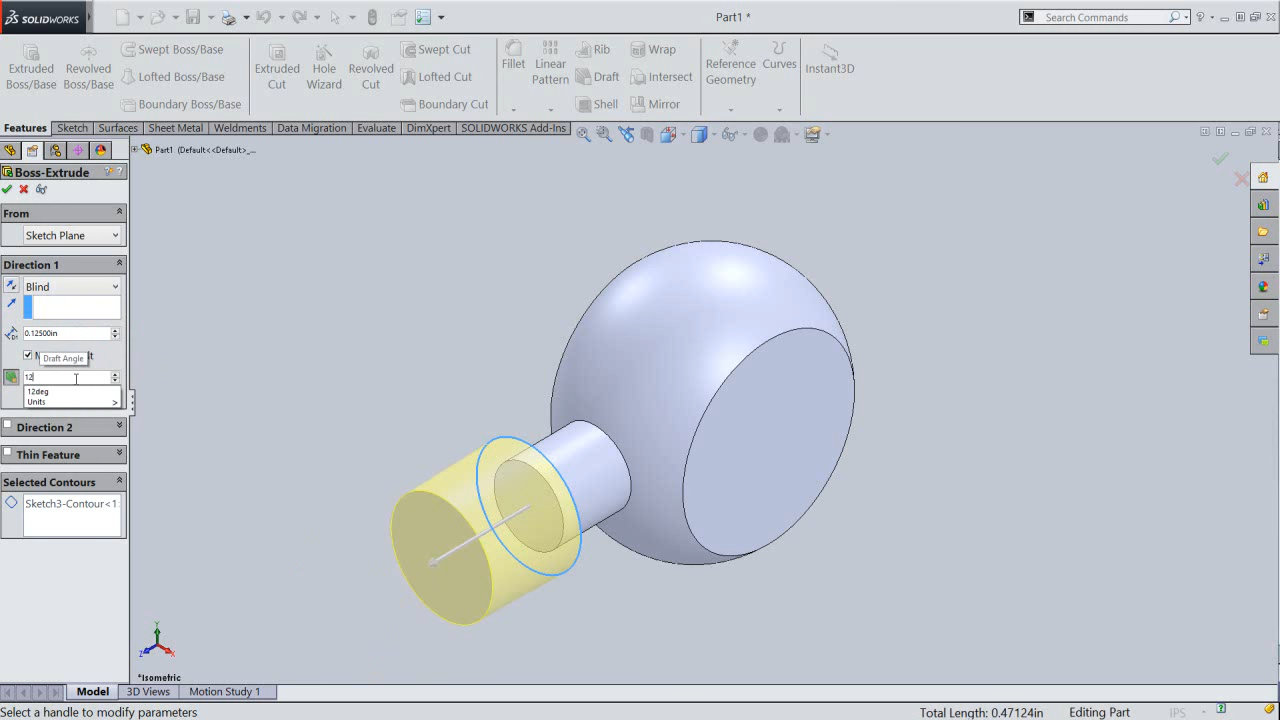 SOLIDWORKS
Part1 *
Search Commands
Extruded Boss/Base
Revolved Boss/Base
Swept Boss/Base
Lofted Boss/Base
Boundary Boss/Base
Extruded Cut
Hole Wizard
Revolved Cut
Swept Cut
Lofted Cut
Boundary Cut
Fillet
Linear Pattern
Rib
Draft
Shell
Wrap
Intersect
Mirror
Reference Geometry
Curves
Instant3D
Features
Sketch
Surfaces
Sheet Metal
Weldments
Data Migration
Evaluate
DimXpert
SOLIDWORKS Add-Ins
Part1 (Default<<Default>_...
Boss-Extrude
From
Sketch Plane
Direction 1
Blind
0.12500in
Draft Angle
12
12deg
Units >
Direction 2
Thin Feature
Selected Contours
Sketch3-Contour<1
Y
Z
X
*Isometric
Model
3D Views
Motion Study 1
Select a handle to modify parameters
Total Length: 0.47124in
Editing Part
IPS